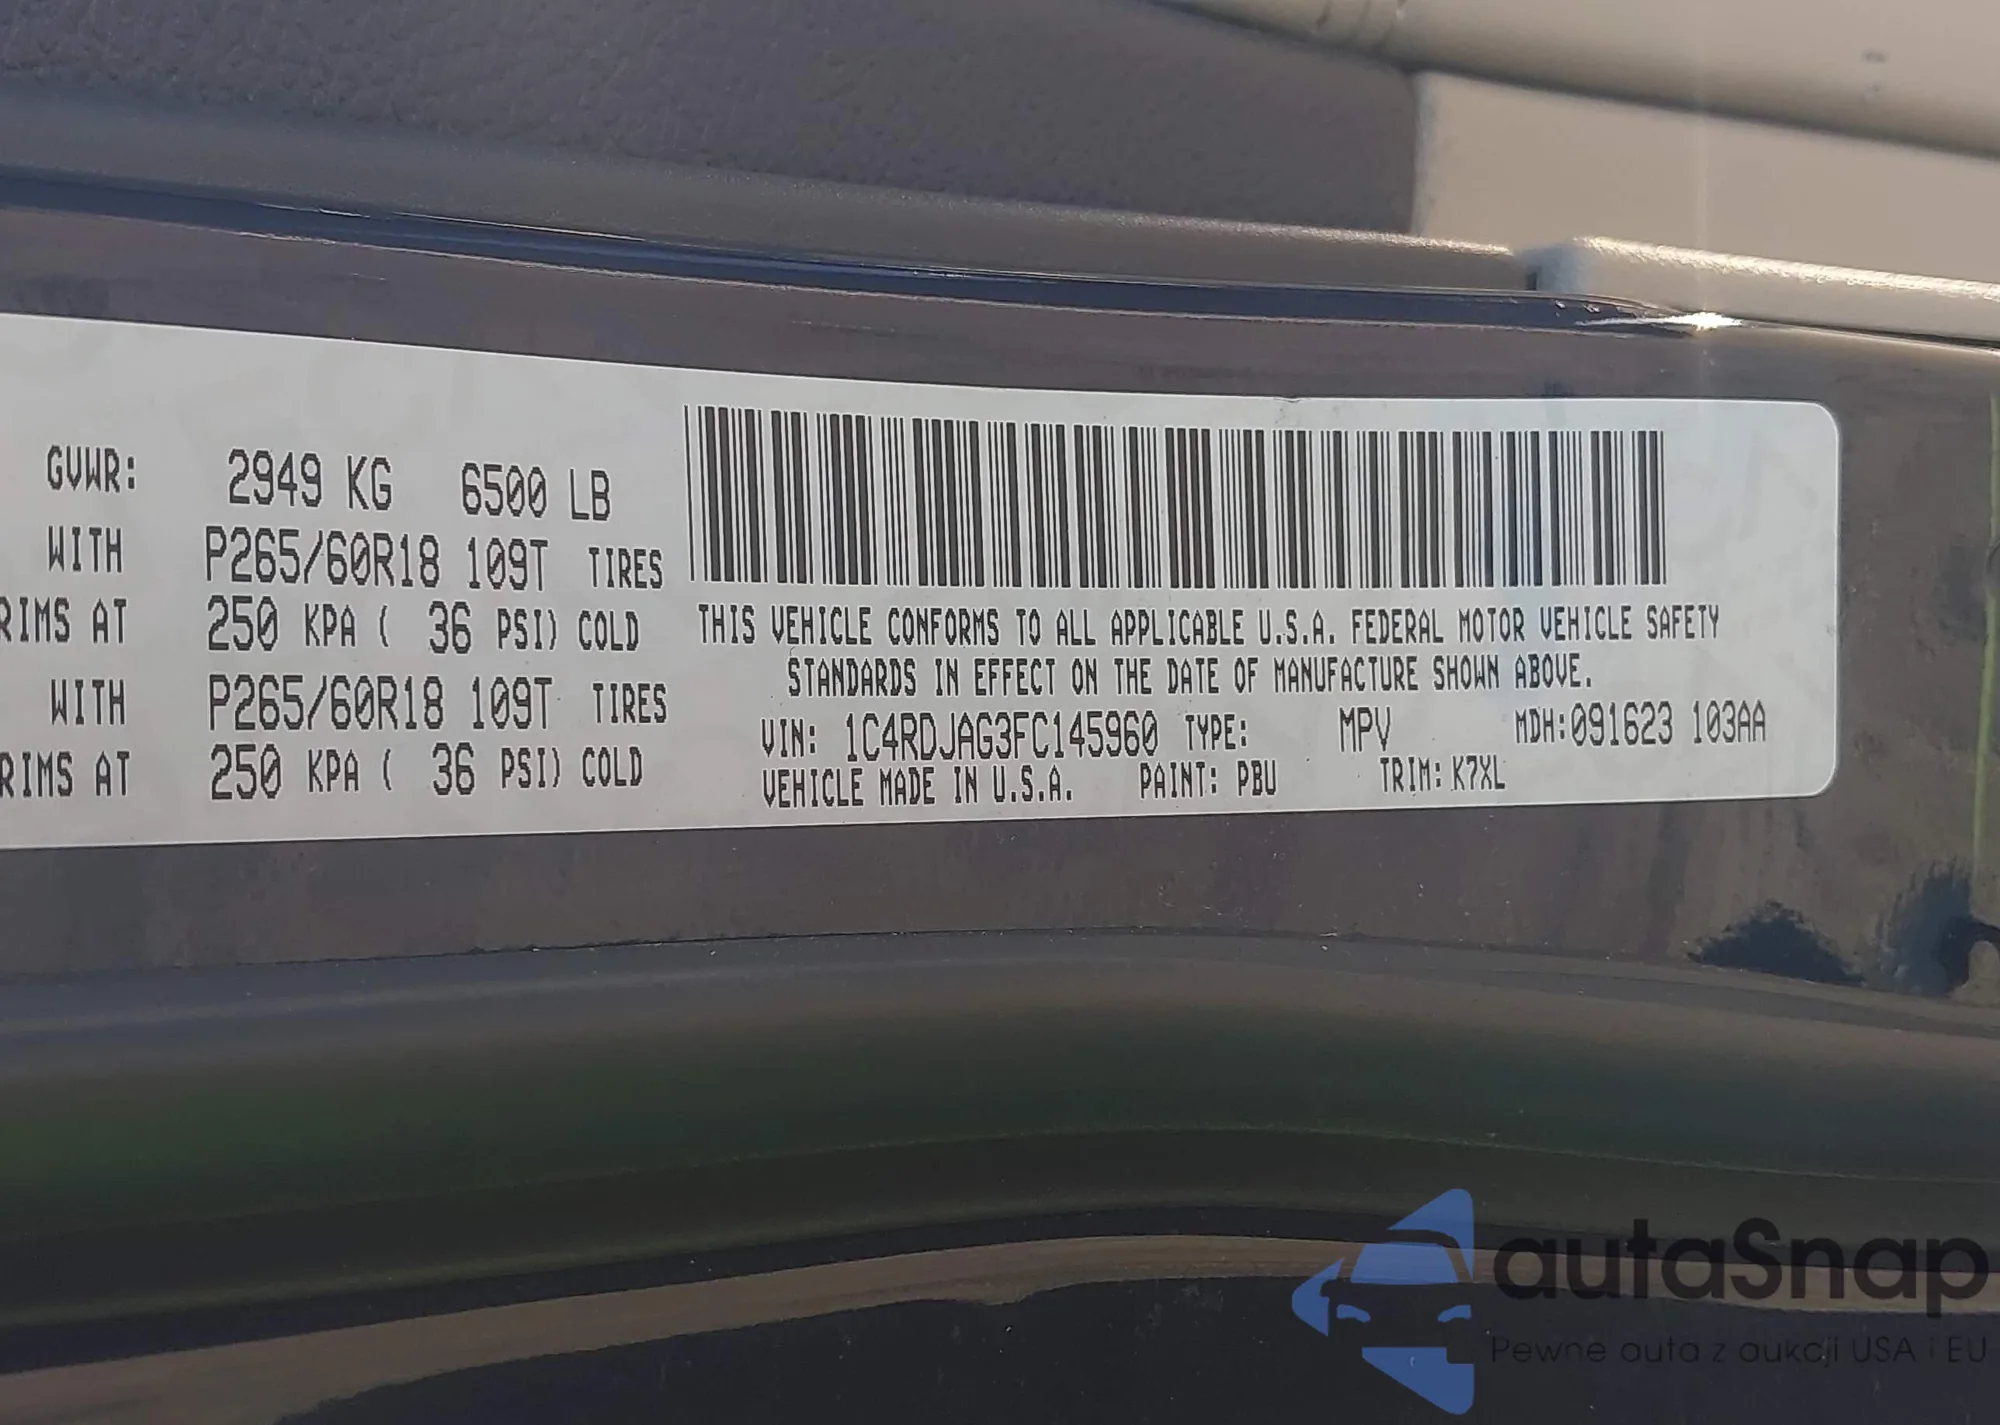 GVWR: 2949 KG 6500 LB
WITH P265/60R18 109T TIRES
RIMS AT 250 KPA ( 36 PSI) COLD
WITH P265/60R18 109T TIRES
RIMS AT 250 KPA ( 36 PSI) COLD
THIS VEHICLE CONFORMS TO ALL APPLICABLE U.S.A. FEDERAL MOTOR VEHICLE SAFETY
STANDARDS IN EFFECT ON THE DATE OF MANUFACTURE SHOWN ABOVE.
VIN: 1C4RDJAG3FC145960 TYPE: MPV MDH:091623 103AA
VEHICLE MADE IN U.S.A. PAINT: PBU TRIM: K7XL
autaSnap
Pewne auta z aukcji USA i EU